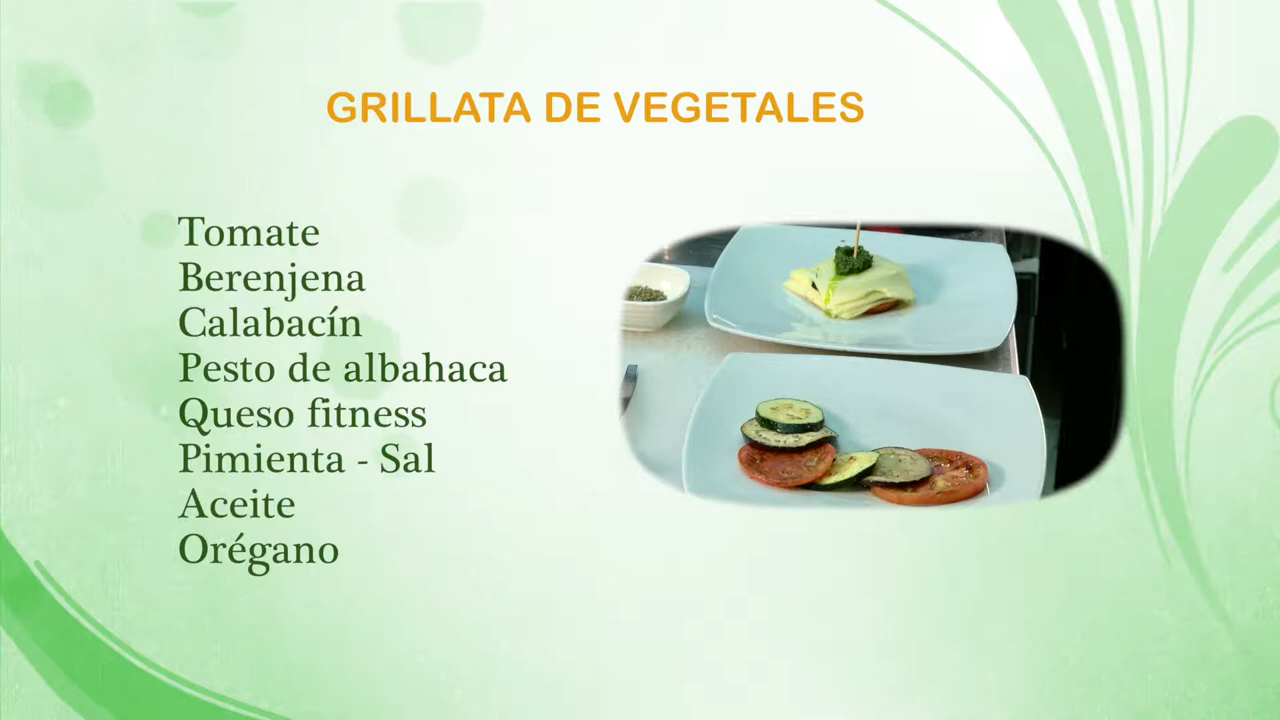 GRILLATA DE VEGETALES
Tomate
Berenjena
Calabacín
Pesto de albahaca
Queso fitness
Pimienta - Sal
Aceite
Orégano